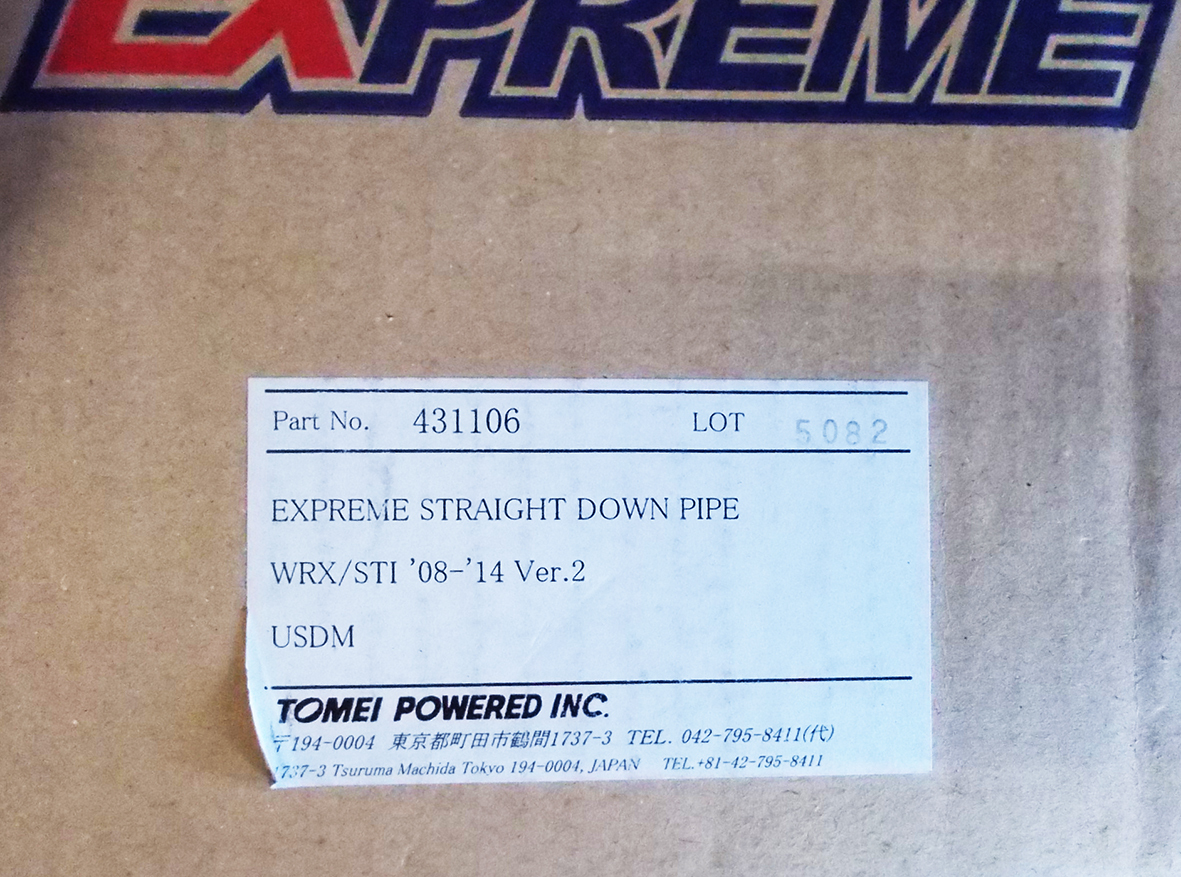 EXPREME
Part No. 431106 LOT 5082
EXPREME STRAIGHT DOWN PIPE
WRX/STI '08-'14 Ver.2
USDM
TOMEI POWERED INC.
〒194-0004 東京都町田市鶴間1737-3 TEL. 042-795-8411(代)
1737-3 Tsuruma Machida Tokyo 194-0004, JAPAN TEL.+81-42-795-8411